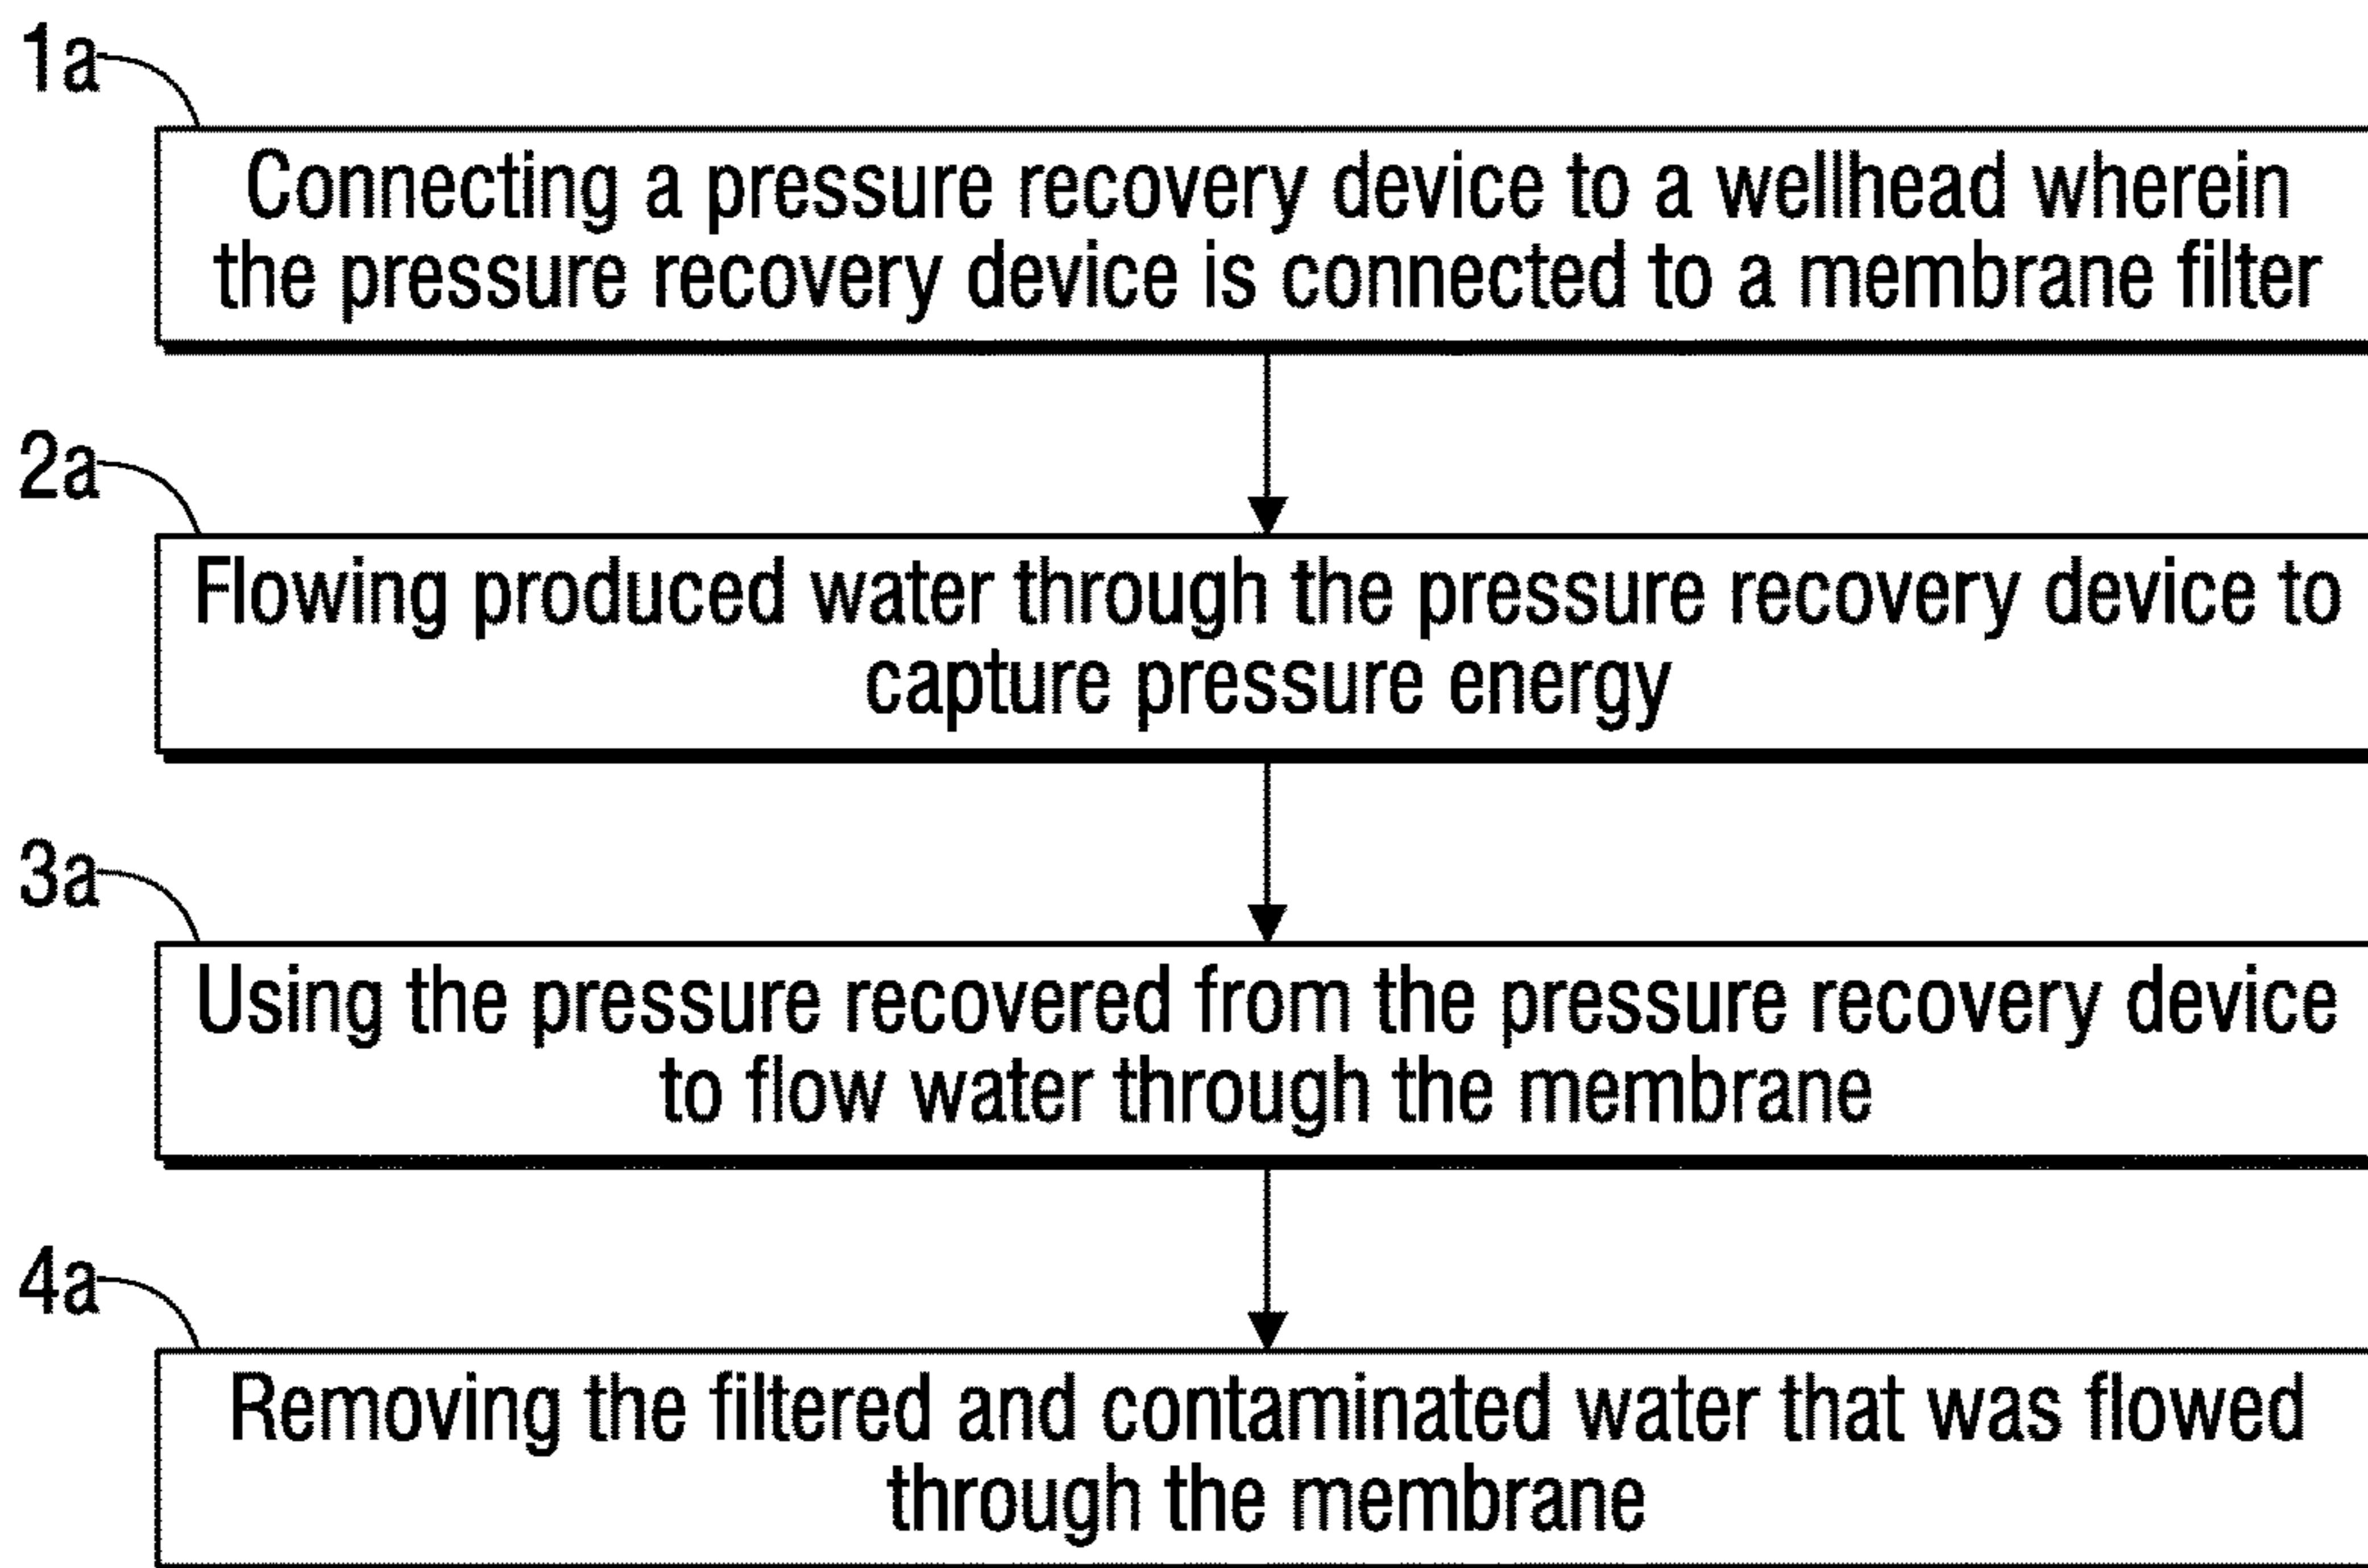 1a
Connecting a pressure recovery device to a wellhead wherein
the pressure recovery device is connected to a membrane filter
2a
Flowing produced water through the pressure recovery device to
capture pressure energy
3a
Using the pressure recovered from the pressure recovery device
to flow water through the membrane
4a
Removing the filtered and contaminated water that was flowed
through the membrane